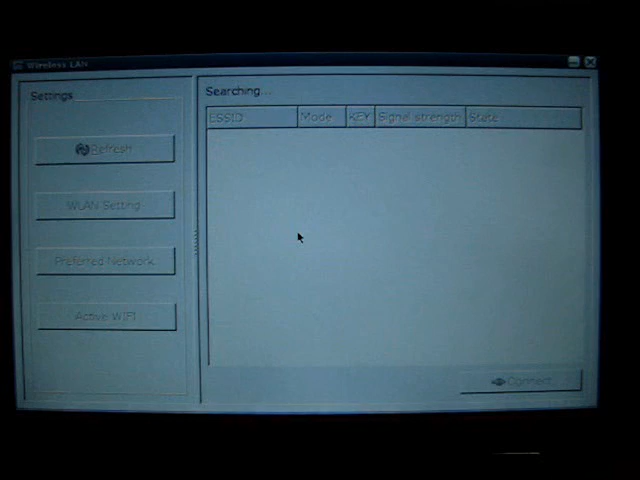 Wireless LAN
Settings
Refresh
WLAN Setting
Preferred Network
Active WIFI
Searching...
ESSID Mode KEY Signal strength State
Connect